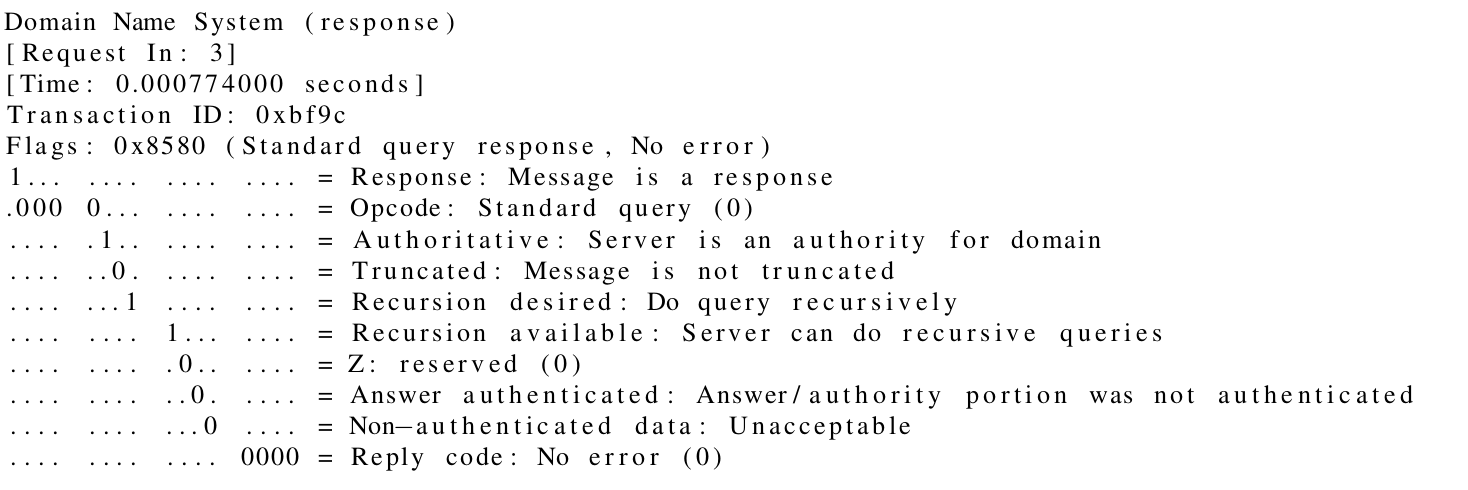 Domain Name System (response)
[Request In: 3]
[Time: 0.000774000 seconds]
Transaction ID: 0xbf9c
Flags: 0x8580 (Standard query response, No error)
1... .... .... .... = Response: Message is a response
.000 0... .... .... = Opcode: Standard query (0)
.... .1.. .... .... = Authoritative: Server is an authority for domain
.... ..0. .... .... = Truncated: Message is not truncated
.... ...1 .... .... = Recursion desired: Do query recursively
.... .... 1... .... = Recursion available: Server can do recursive queries
.... .... .0.. .... = Z: reserved (0)
.... .... ..0. .... = Answer authenticated: Answer/authority portion was not authenticated
.... .... ...0 .... = Non−authenticated data: Unacceptable
.... .... .... 0000 = Reply code: No error (0)